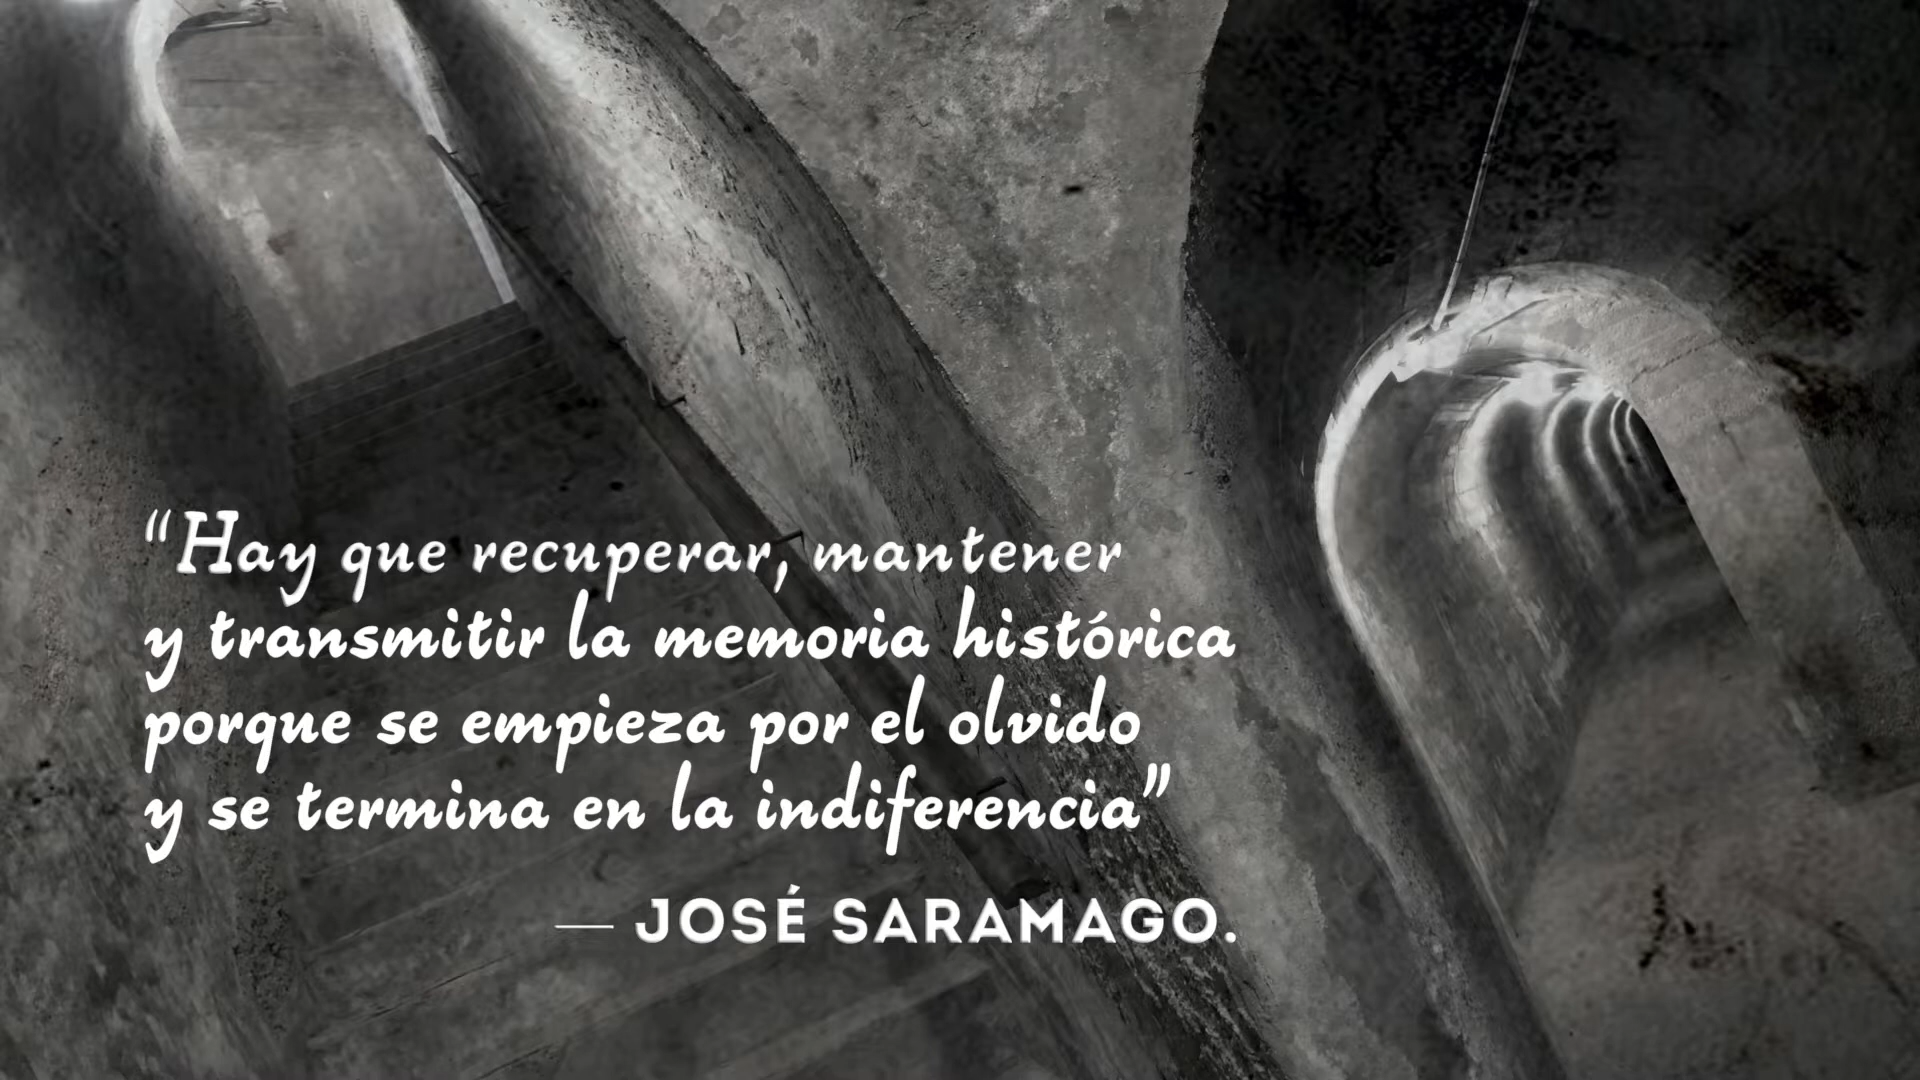 “Hay que recuperar, mantener
y transmitir la memoria histórica
porque se empieza por el olvido
y se termina en la indiferencia”
— JOSÉ SARAMAGO.